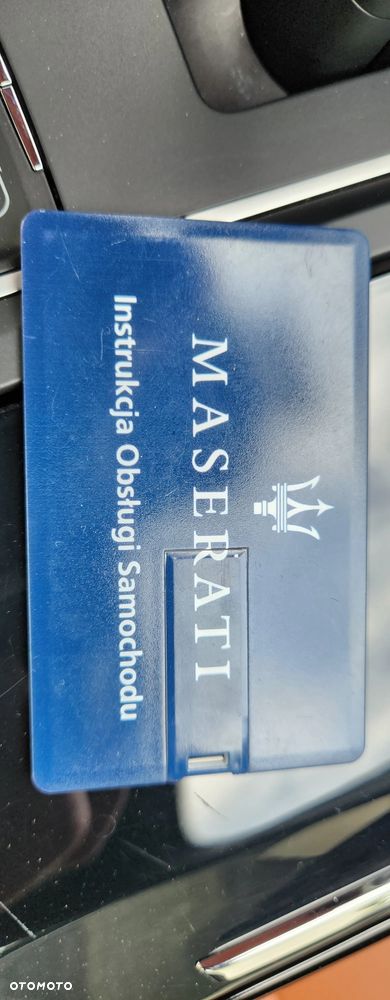 MASERATI
Instrukcja Obsługi Samochodu
OTOMOTO